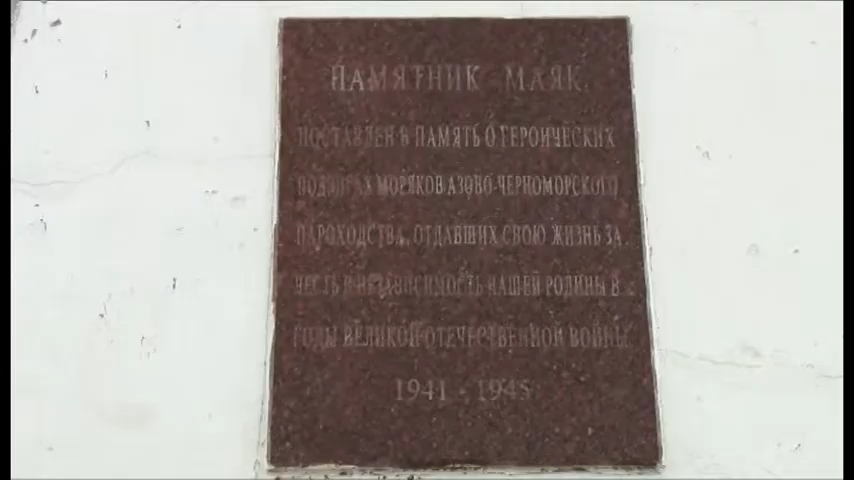 ПАМЯТНИК МАЯК
ПОСТАВЛЕН В ПАМЯТЬ О ГЕРОИЧЕСКИХ
ПОДВИГАХ МОРЯКОВ АЗОВО-ЧЕРНОМОРСКОГО
ПАРОХОДСТВА, ОТДАВШИХ СВОЮ ЖИЗНЬ ЗА
ЧЕСТЬ И НЕЗАВИСИМОСТЬ НАШЕЙ РОДИНЫ В
ГОДЫ ВЕЛИКОЙ ОТЕЧЕСТВЕННОЙ ВОЙНЫ
1941 - 1945